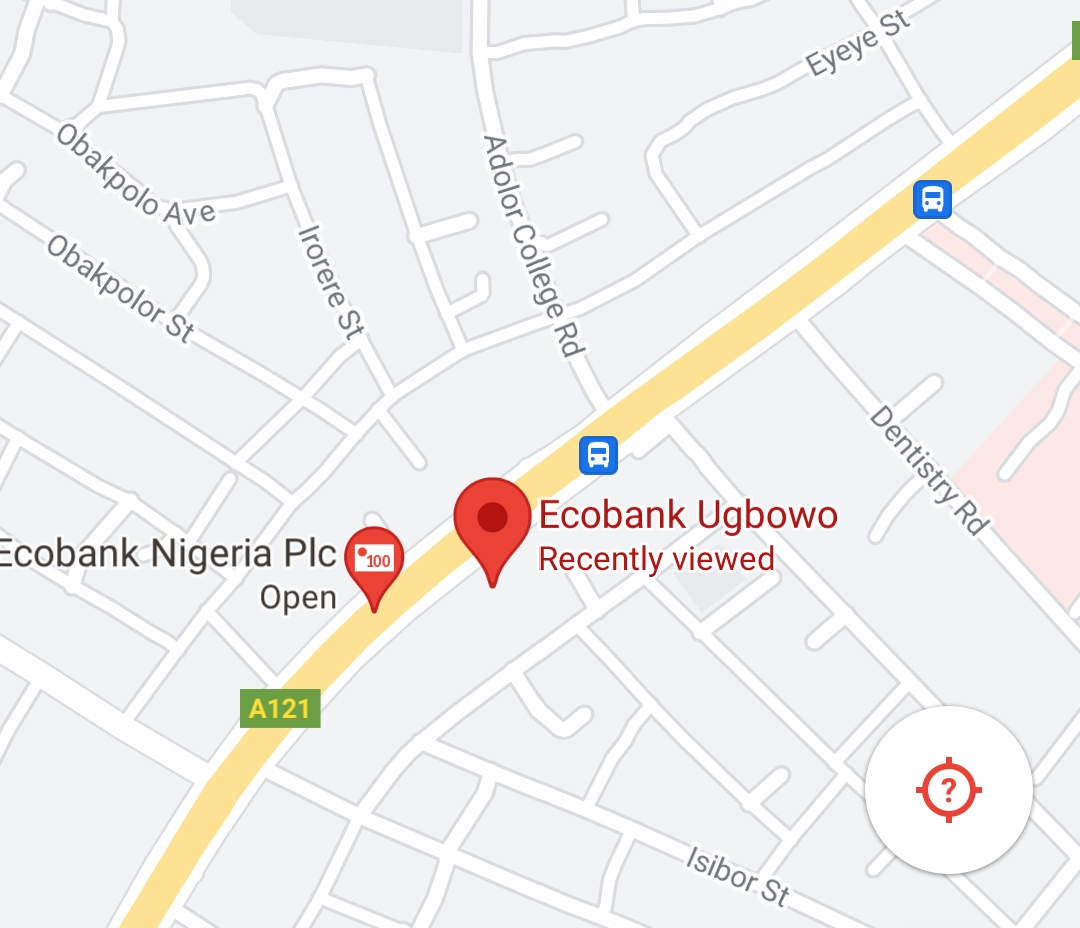 Eyeye St
Obakpolo Ave
Adolor College Rd
Irorere St
Obakpolor St
Dentistry Rd
Ecobank Ugbowo
Recently viewed
Ecobank Nigeria Plc
100
Open
A121
?
Isibor St